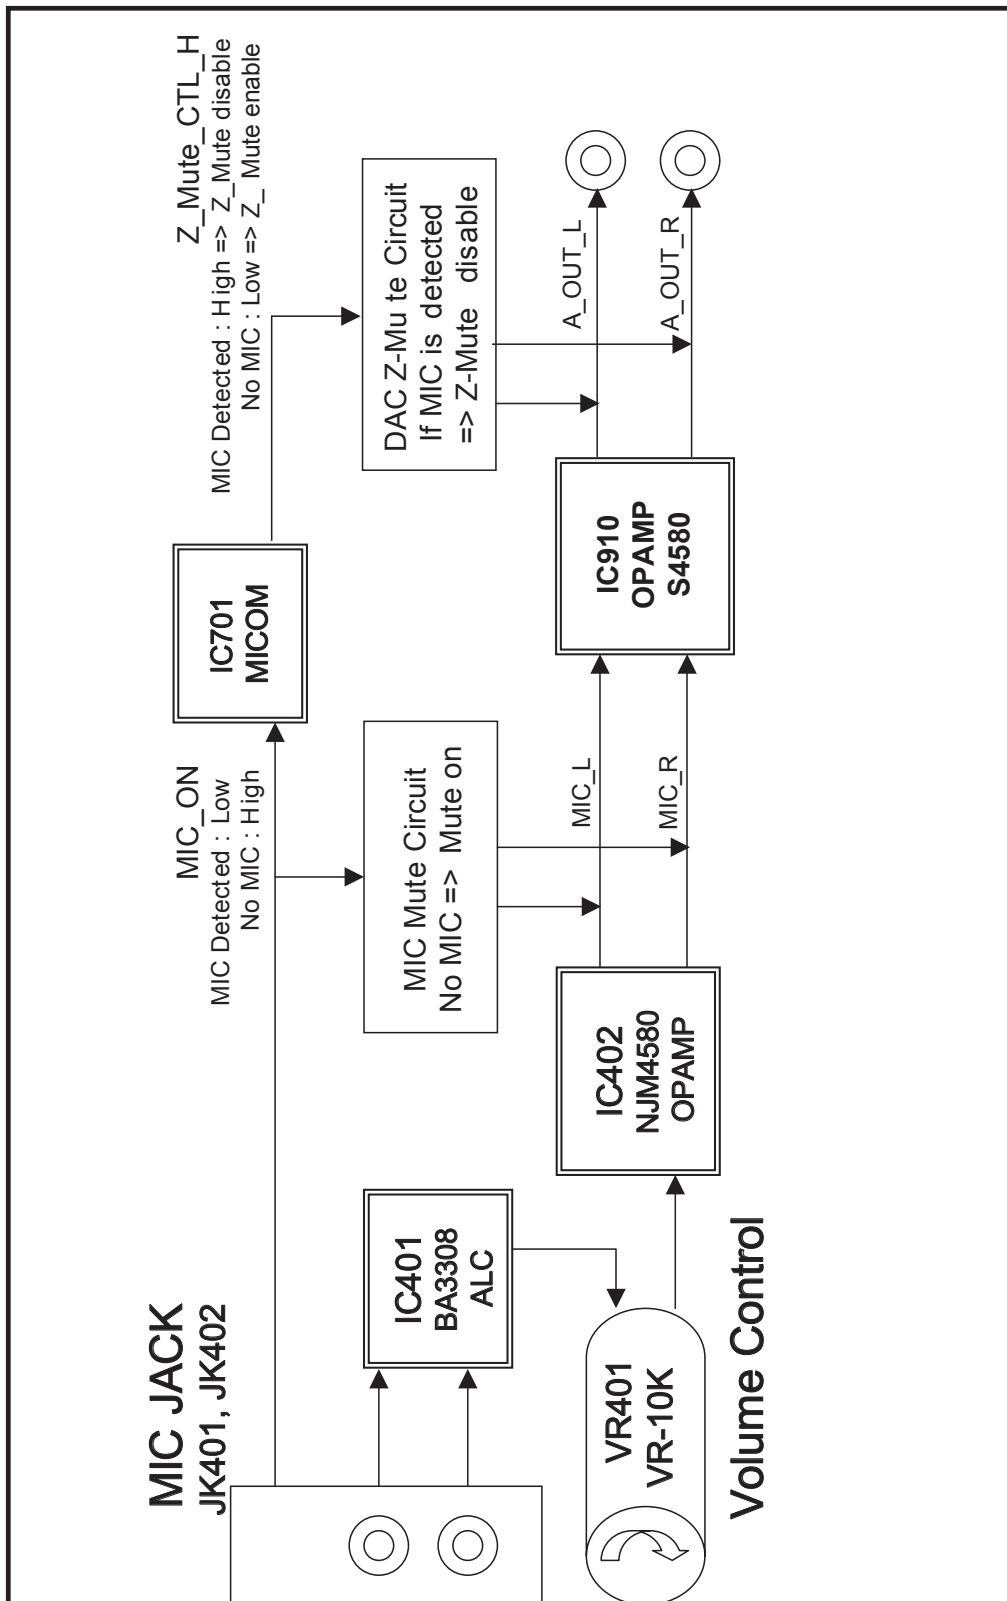 MIC JACK
JK401, JK402
MIC_ON
MIC Detected : Low
No MIC : High
IC701
MICOM
Z_Mute_CTL_H
MIC Detected : High => Z_Mute disable
No MIC : Low => Z_ Mute enable
IC401
BA3308
ALC
MIC Mute Circuit
No MIC => Mute on
DAC Z-Mu te Circuit
If MIC is detected
=> Z-Mute disable
VR401
VR-10K
Volume Control
IC402
NJM4580
OPAMP
MIC_L
MIC_R
IC910
OPAMP
S4580
A_OUT_L
A_OUT_R